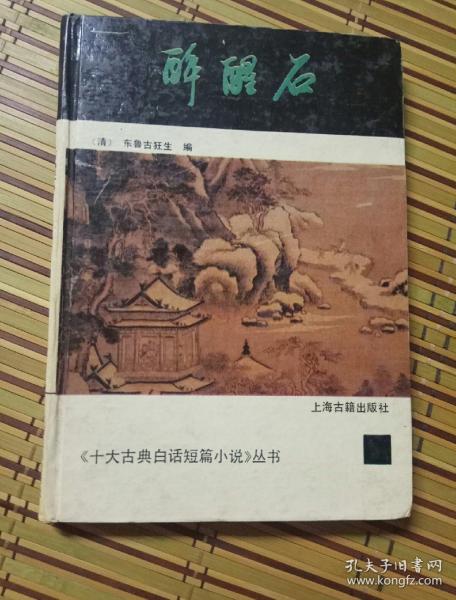 醉醒石
（清） 东鲁古狂生 编
上海古籍出版社
《十大古典白话短篇小说》丛书
孔夫子旧书网
www.kongfz.com